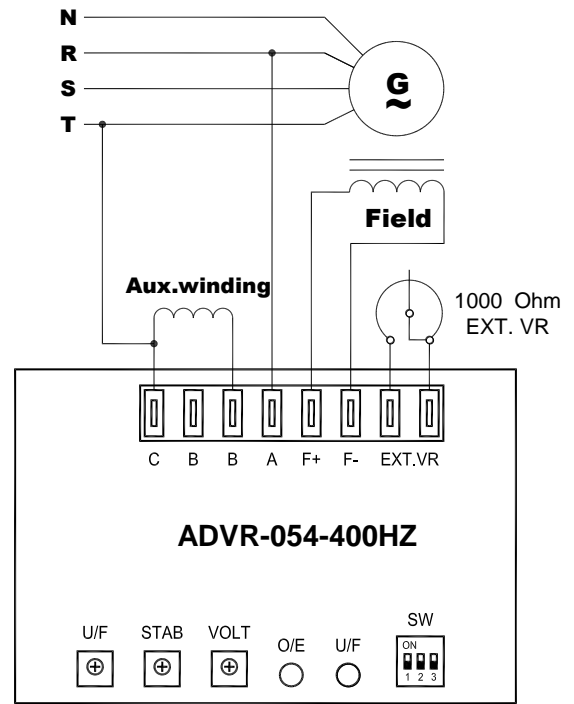 N
R
S
T
G
~
Field
Aux.winding
1000 Ohm
EXT. VR
C B B A F+ F- EXT.VR
ADVR-054-400HZ
U/F STAB VOLT O/E U/F SW
ON
1 2 3